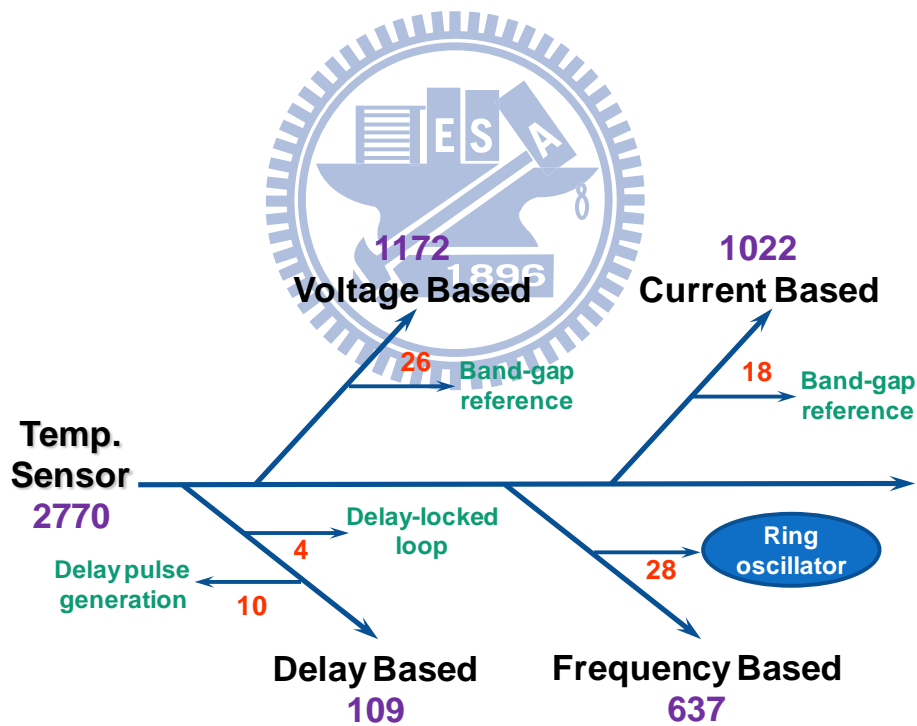 E S A
1896
1172
Voltage Based
1022
Current Based
26
Band-gap
reference
18
Band-gap
reference
Temp.
Sensor
2770
Delay-locked
loop
4
Delay pulse
generation
10
Ring
oscillator
28
Delay Based
109
Frequency Based
637